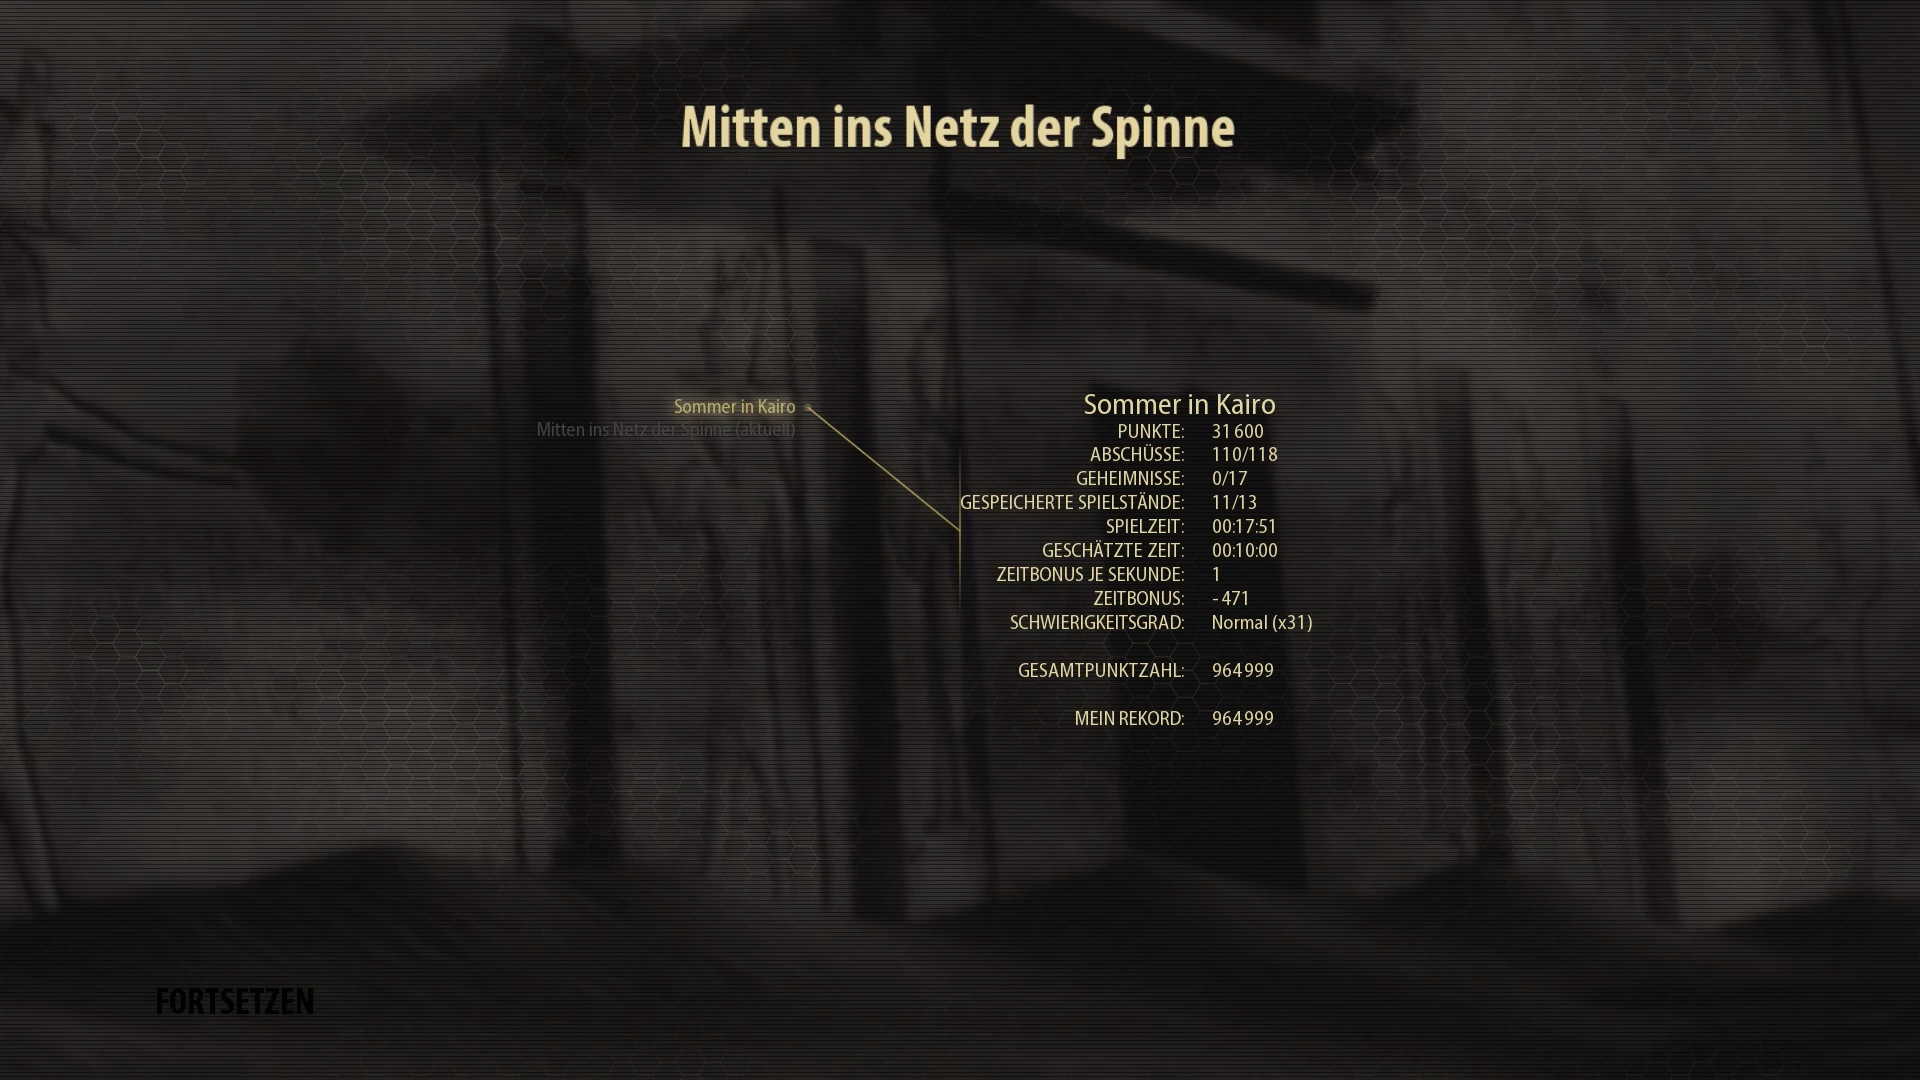 Mitten ins Netz der Spinne
Sommer in Kairo
Mitten ins Netz der Spinne (aktuell)
Sommer in Kairo
PUNKTE: 31 600
ABSCHÜSSE: 110/118
GEHEIMNISSE: 0/17
GESPEICHERTE SPIELSTÄNDE: 11/13
SPIELZEIT: 00:17:51
GESCHÄTZTE ZEIT: 00:10:00
ZEITBONUS JE SEKUNDE: 1
ZEITBONUS: - 471
SCHWIERIGKEITSGRAD: Normal (x31)
GESAMTPUNKTZAHL: 964 999
MEIN REKORD: 964 999
FORTSETZEN